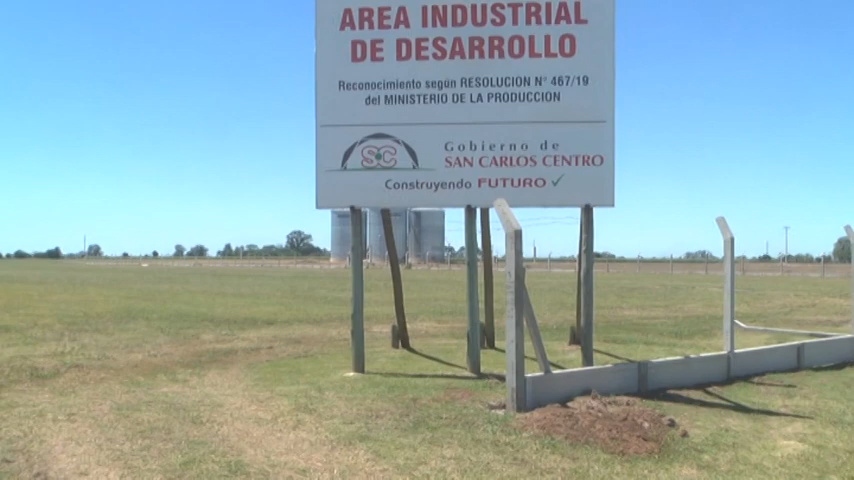 AREA INDUSTRIAL
DE DESARROLLO
Reconocimiento según RESOLUCION N° 467/19
del MINISTERIO DE LA PRODUCCION
SC
Gobierno de
SAN CARLOS CENTRO
Construyendo FUTURO